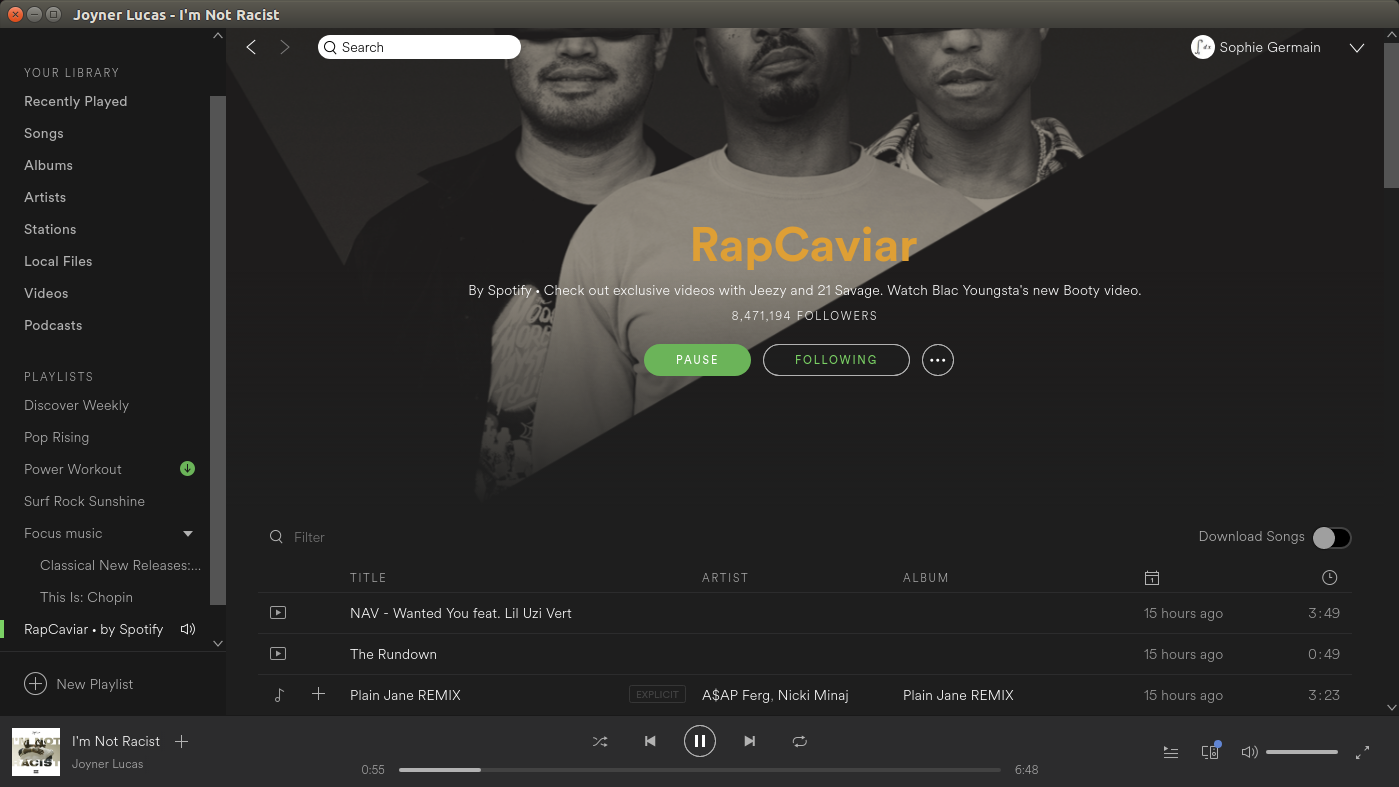 Joyner Lucas - I'm Not Racist
Search
Sophie Germain
YOUR LIBRARY
Recently Played
Songs
Albums
Artists
Stations
Local Files
Videos
Podcasts
PLAYLISTS
Discover Weekly
Pop Rising
Power Workout
Surf Rock Sunshine
Focus music
Classical New Releases:...
This Is: Chopin
RapCaviar • by Spotify
New Playlist
RapCaviar
By Spotify • Check out exclusive videos with Jeezy and 21 Savage. Watch Blac Youngsta's new Booty video.
8,471,194 FOLLOWERS
PAUSE FOLLOWING
Filter Download Songs
TITLE ARTIST ALBUM
NAV - Wanted You feat. Lil Uzi Vert 15 hours ago 3:49
The Rundown 15 hours ago 0:49
Plain Jane REMIX EXPLICIT A$AP Ferg, Nicki Minaj Plain Jane REMIX 15 hours ago 3:23
I'm Not Racist
Joyner Lucas
0:55 6:48